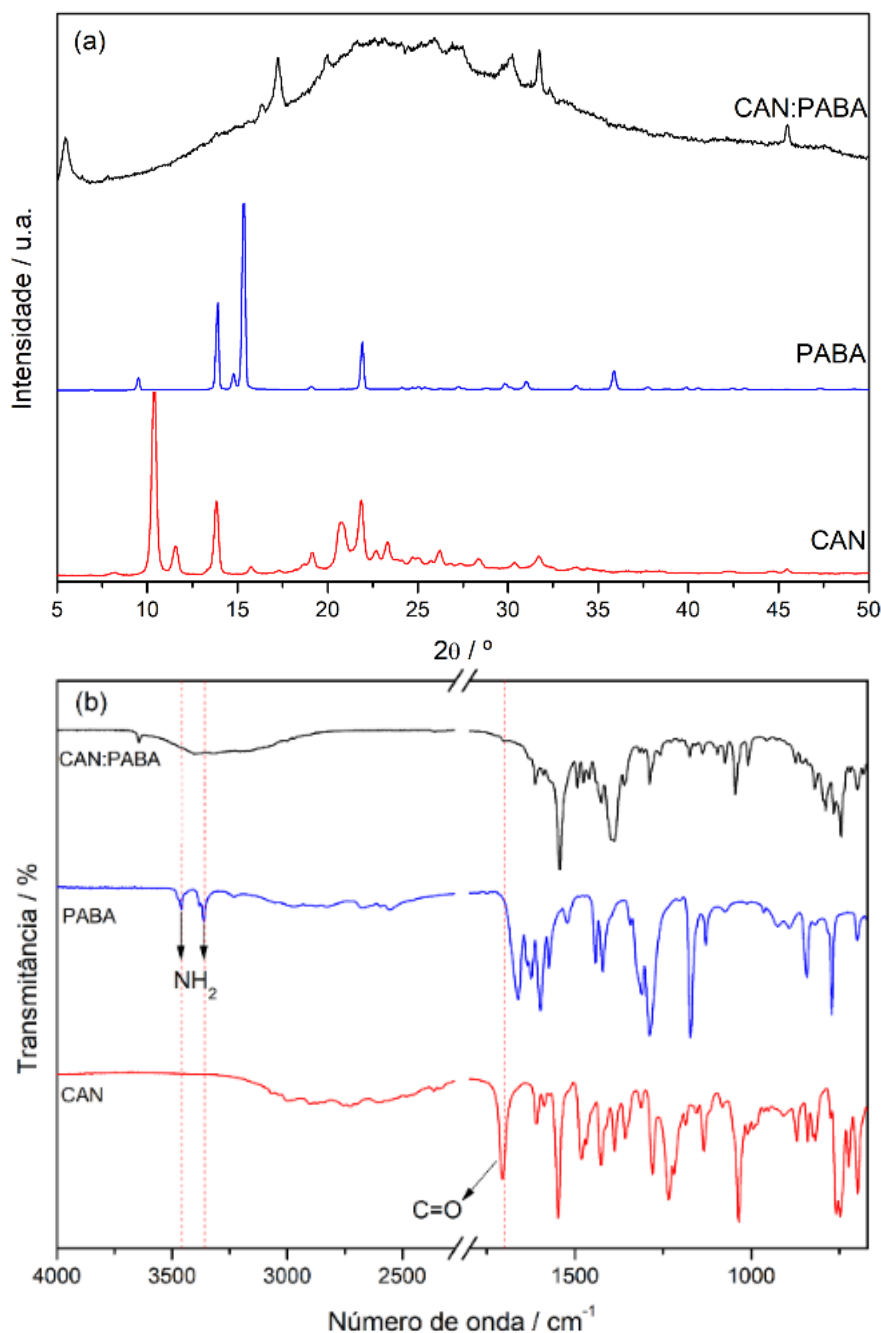 (a)
CAN:PABA
PABA
CAN
Intensidade / u.a.
5 10 15 20 25 30 35 40 45 50
2θ / º
(b)
CAN:PABA
PABA
NH₂
CAN
C=O
Transmitância / %
4000 3500 3000 2500 1500 1000
Número de onda / cm⁻¹